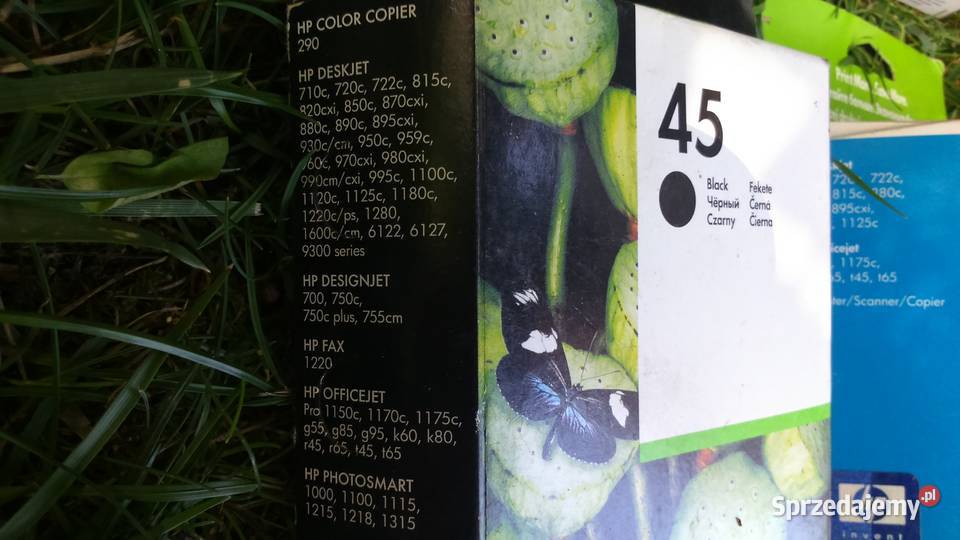 HP COLOR COPIER
290
HP DESKJET
710c, 720c, 722c, 815c,
820cxi, 850c, 870cxi,
880c, 890c, 895cxi,
930c/cm, 950c, 959c,
960c, 970cxi, 980cxi,
990cm/cxi, 995c, 1100c,
1120c, 1125c, 1180c,
1220c/ps, 1280,
1600c/cm, 6122, 6127,
9300 series
HP DESIGNJET
700, 750c,
750c plus, 755cm
HP FAX
1220
HP OFFICEJET
Pro 1150c, 1170c, 1175c,
g55, g85, g95, k60, k80,
r45, r65, t45, t65
HP PHOTOSMART
1000, 1100, 1115,
1215, 1218, 1315
45
Black Fekete
Чёрный Černá
Czarny Čierna
722c,
815c,
895cxi,
1125c
1175c,
t45, t65
/Scanner/Copier
hp
invent
Sprzedajemy.pl